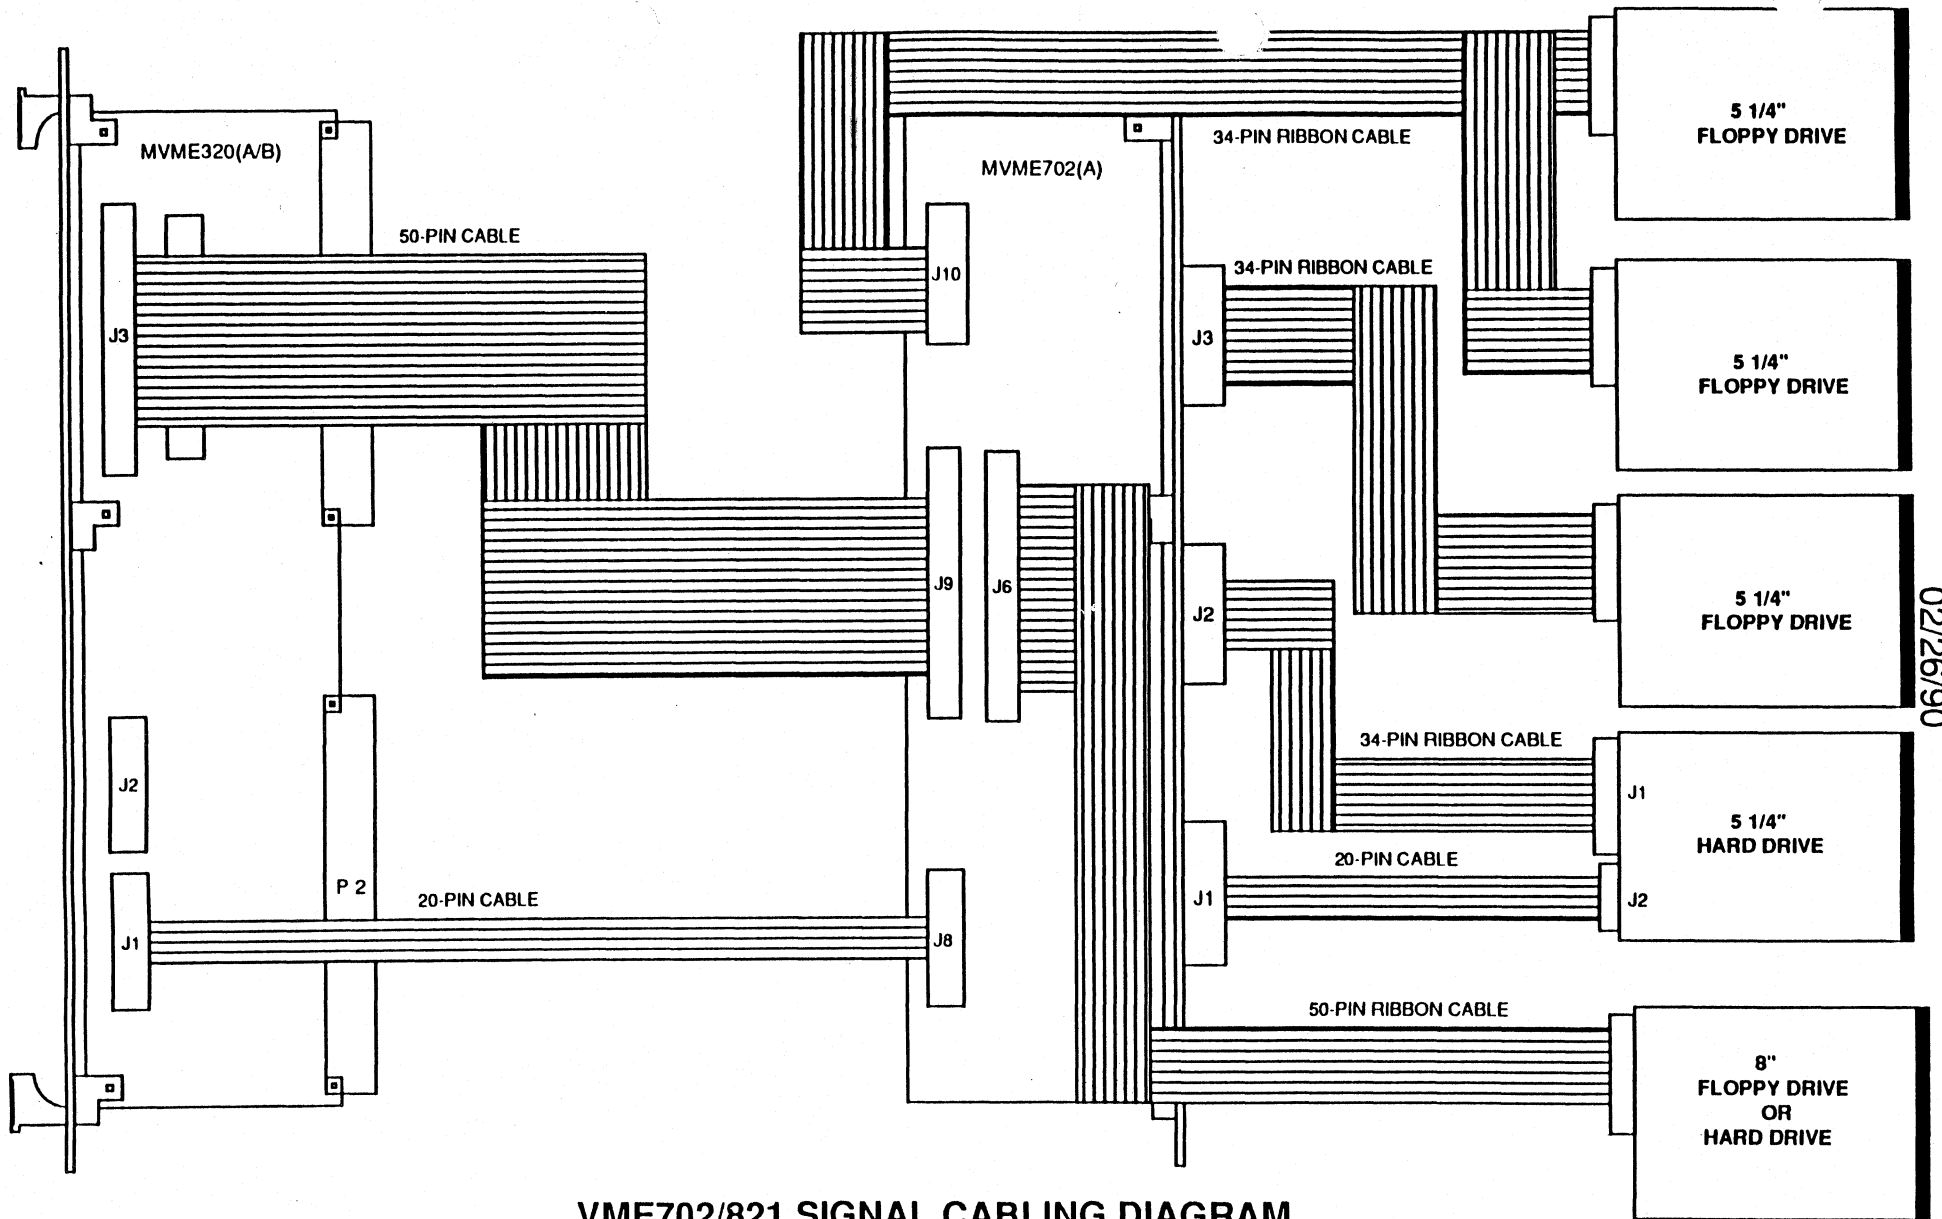 MVME320(A/B)
50-PIN CABLE
J3
J2
J1
P 2
20-PIN CABLE
MVME702(A)
J10
J9
J6
J8
34-PIN RIBBON CABLE
34-PIN RIBBON CABLE
J3
J2
J1
34-PIN RIBBON CABLE
20-PIN CABLE
50-PIN RIBBON CABLE
5 1/4"
FLOPPY DRIVE
5 1/4"
FLOPPY DRIVE
5 1/4"
FLOPPY DRIVE
J1
5 1/4"
HARD DRIVE
J2
8"
FLOPPY DRIVE
OR
HARD DRIVE
02/26/90
VME702/821 SIGNAL CABLING DIAGRAM